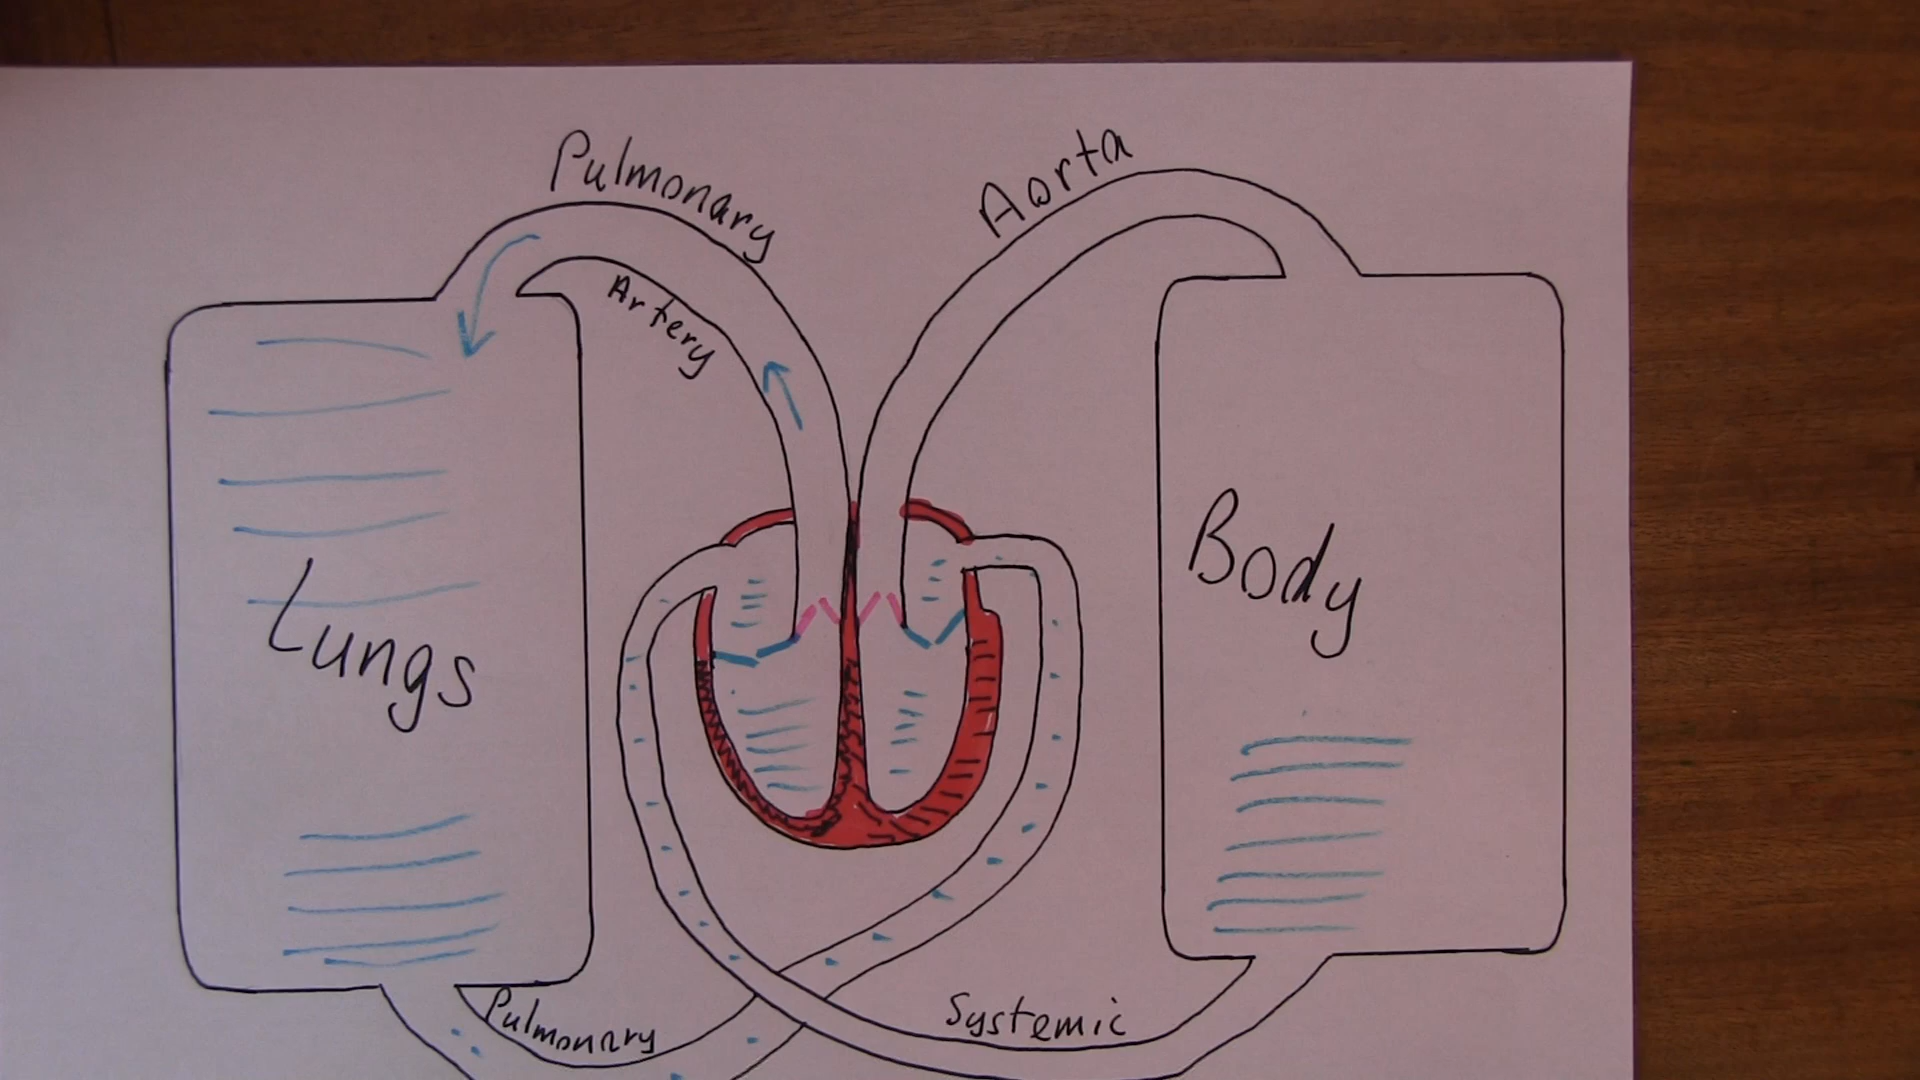 Pulmonary
Artery
Aorta
Lungs
Body
Pulmonary
Systemic